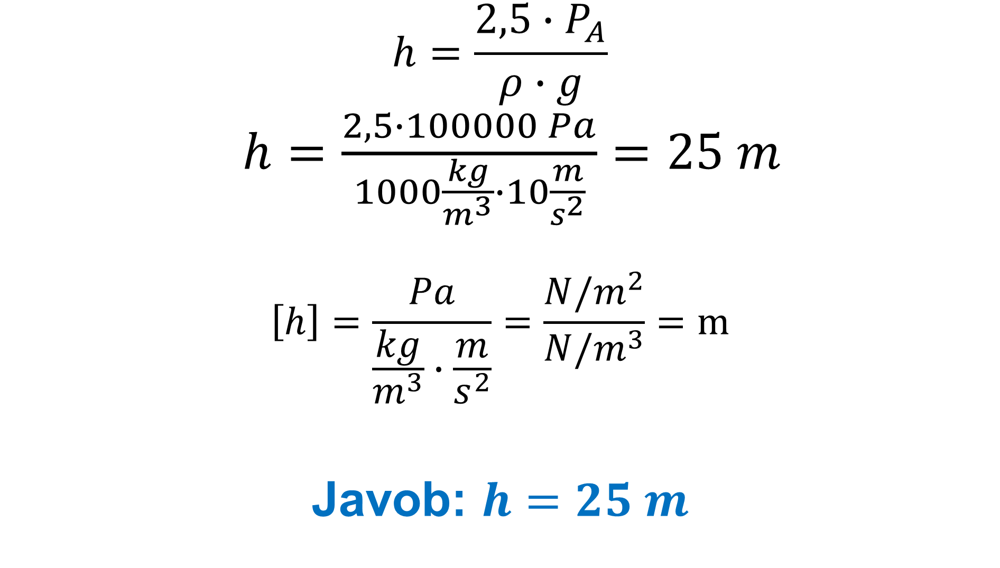 h = 2,5 · P_A / ρ · g
h = 2,5·100000 Pa / 1000 kg/m³ ·10 m/s² = 25 m
[h] = Pa / kg/m³ · m/s² = N/m² / N/m³ = m
Javob: h = 25 m